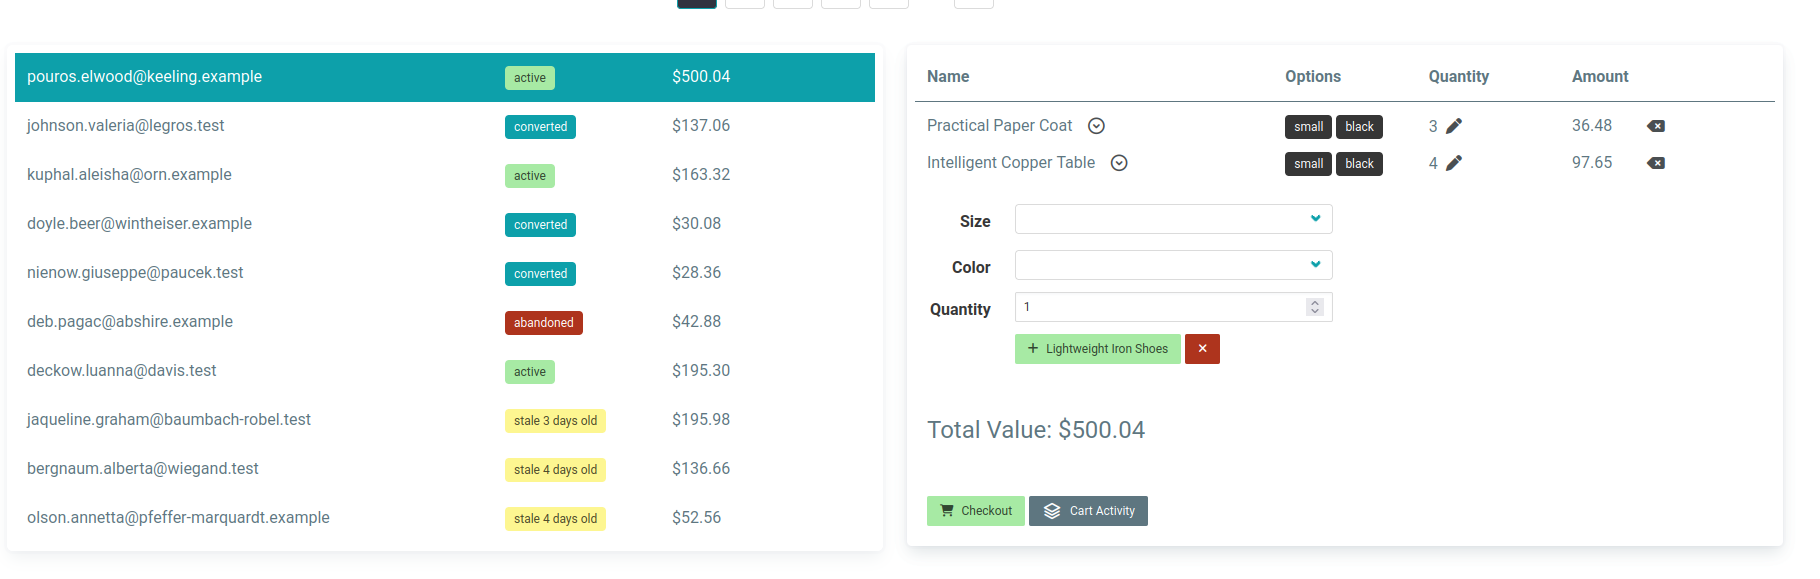 pouros.elwood@keeling.example active $500.04
johnson.valeria@legros.test converted $137.06
kuphal.aleisha@orn.example active $163.32
doyle.beer@wintheiser.example converted $30.08
nienow.giuseppe@paucek.test converted $28.36
deb.pagac@abshire.example abandoned $42.88
deckow.luanna@davis.test active $195.30
jaqueline.graham@baumbach-robel.test stale 3 days old $195.98
bergnaum.alberta@wiegand.test stale 4 days old $136.66
olson.annetta@pfeffer-marquardt.example stale 4 days old $52.56
Name Options Quantity Amount
Practical Paper Coat small black 3 36.48
Intelligent Copper Table small black 4 97.65
Size
Color
Quantity 1
Lightweight Iron Shoes
Total Value: $500.04
Checkout Cart Activity